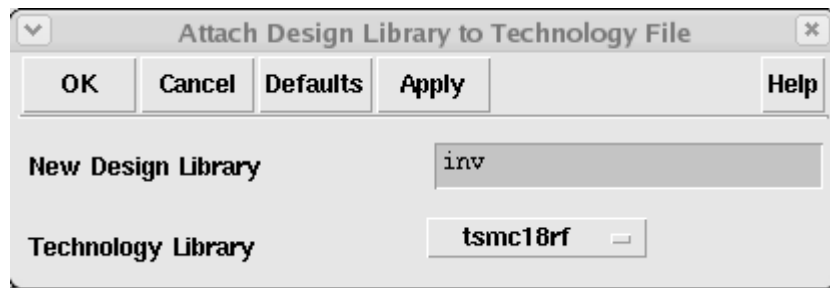 Attach Design Library to Technology File
OK Cancel Defaults Apply Help
New Design Library inv
Technology Library tsmc18rf